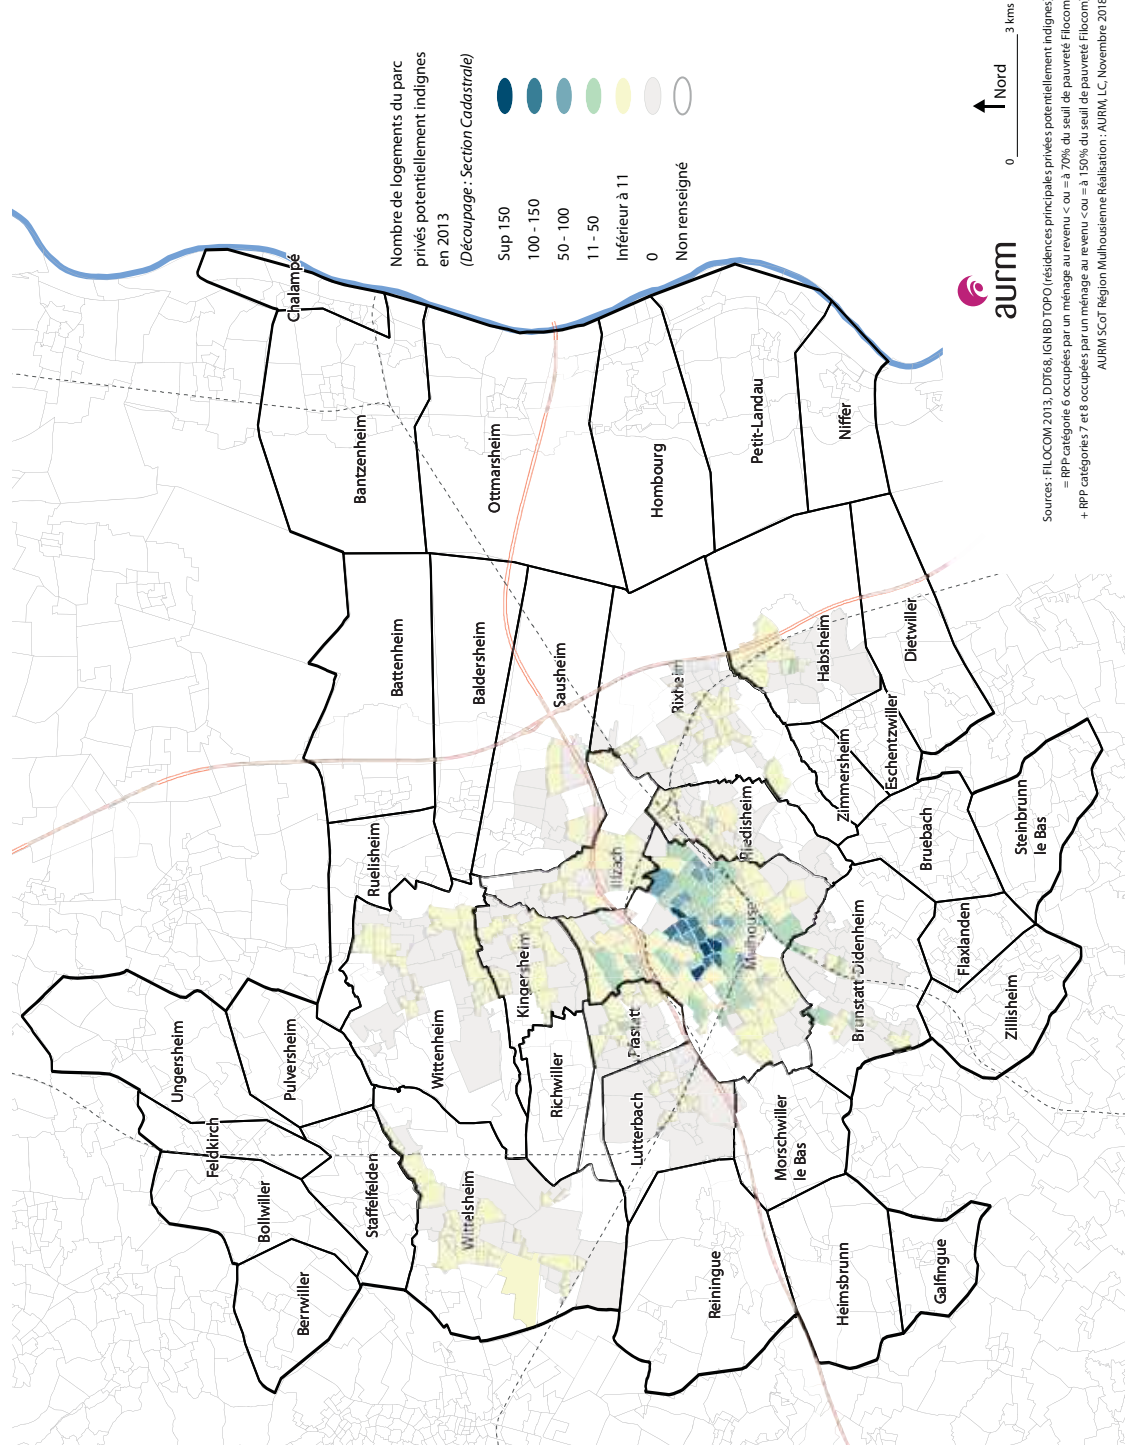 Nombre de logements du parc
privés potentiellement indignes
en 2013
(Découpage : Section Cadastrale)
Sup 150
100 - 150
50 - 100
11 - 50
Inférieur à 11
0
Non renseigné
Chalampé
Bantzenheim
Ottmarsheim
Hombourg
Petit-Landau
Niffer
Battenheim
Baldersheim
Sausheim
Rixheim
Habsheim
Dietwiller
Eschentzwiller
Zimmersheim
Ruelisheim
Illzach
Riedisheim
Bruebach
Steinbrunn
le Bas
Ungersheim
Pulversheim
Wittenheim
Kingersheim
Mulhouse
Brunstatt-Didenheim
Flaxlanden
Zillisheim
Feldkirch
Richwiller
Pfastatt
Lutterbach
Morschwiller
le Bas
Bollwiller
Staffelfelden
Wittelsheim
Berrwiller
Reiningue
Heimsbrunn
Galfingue
Nord
0 3 kms
aurm
Sources : FILOCOM 2013, DDT68, IGN BD TOPO (résidences principales privées potentiellement indignes)
= RPP catégorie 6 occupées par un ménage au revenu < ou = à 70% du seuil de pauvreté Filocom
+ RPP catégories 7 et 8 occupées par un ménage au revenu < ou = à 150% du seuil de pauvreté Filocom)
AURM SCoT Région Mulhousienne Réalisation : AURM, LC, Novembre 2018